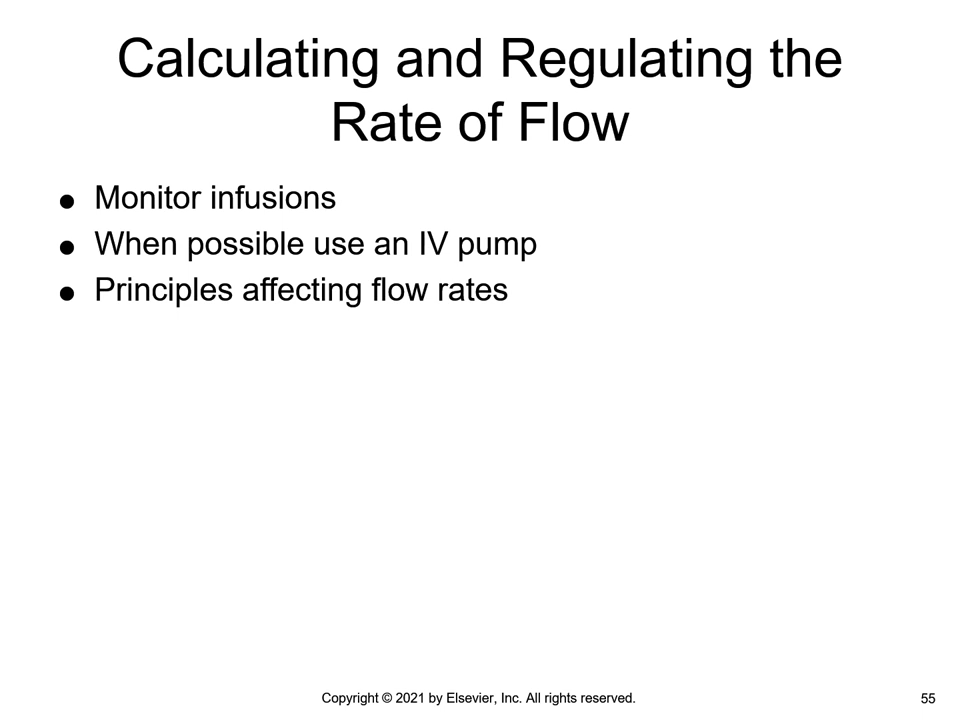 Calculating and Regulating the
Rate of Flow
● Monitor infusions
● When possible use an IV pump
● Principles affecting flow rates
Copyright © 2021 by Elsevier, Inc. All rights reserved.
55